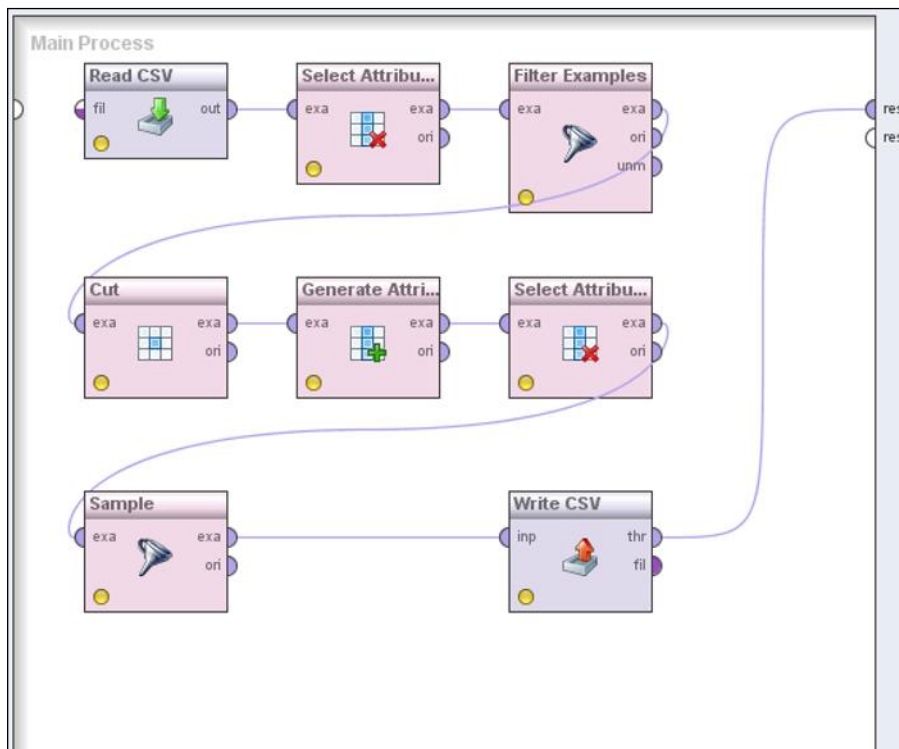 Main Process
Read CSV
fil out
Select Attribu...
exa exa
ori
Filter Examples
exa exa
ori
unm
res
res
Cut
exa exa
ori
Generate Attri...
exa exa
ori
Select Attribu...
exa exa
ori
Sample
exa exa
ori
Write CSV
inp thr
fil